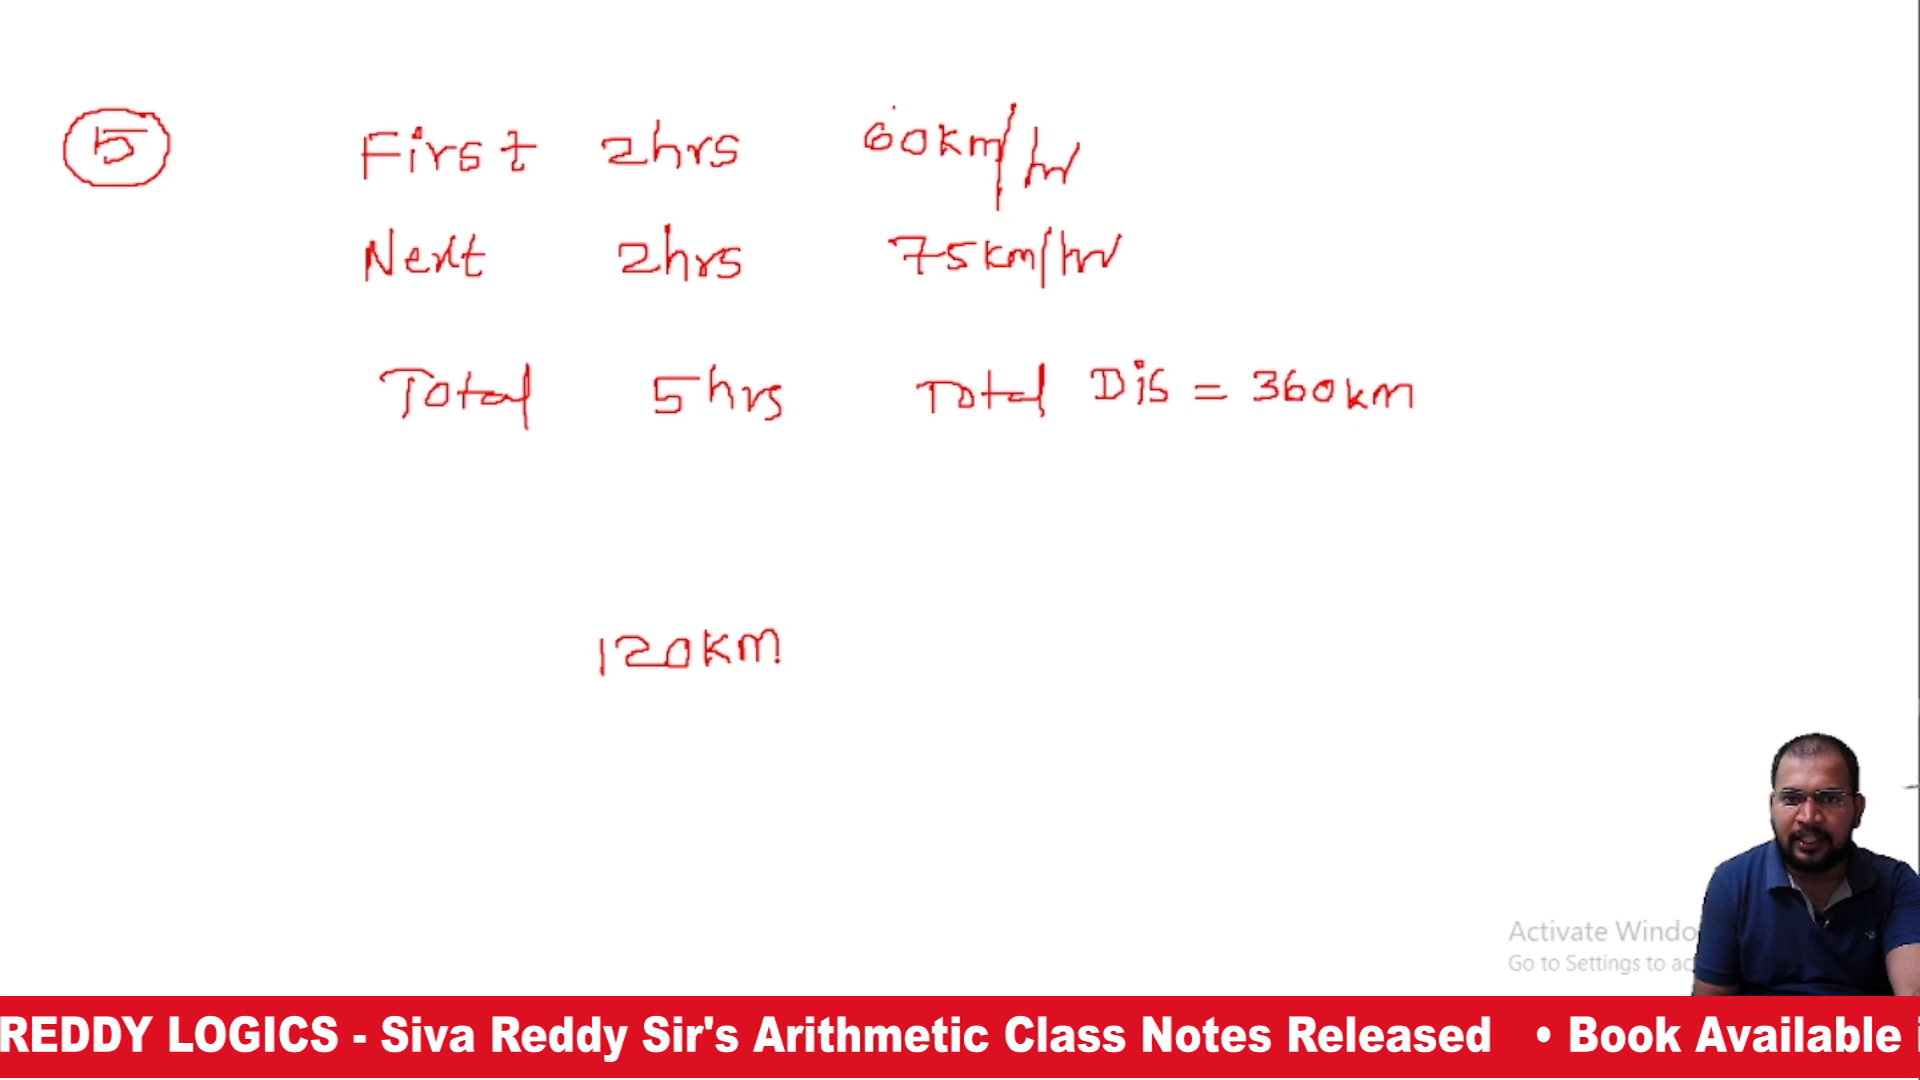 5 First 2hrs 60km/hr
Next 2hrs 75km/hr
Total 5hrs Total Dis = 360km
120km
Activate Windo
Go to Settings to ac
REDDY LOGICS - Siva Reddy Sir's Arithmetic Class Notes Released • Book Available i